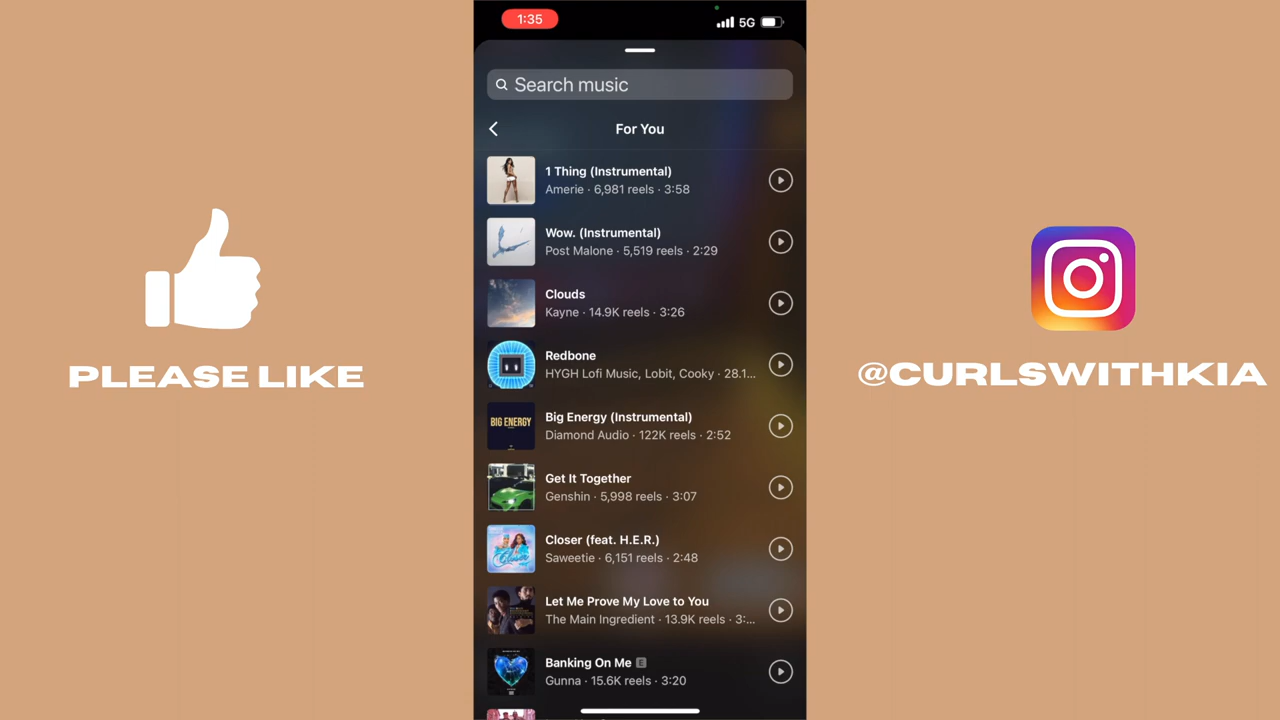 1:35
5G
Search music
For You
1 Thing (Instrumental)
Amerie · 6,981 reels · 3:58
Wow. (Instrumental)
Post Malone · 5,519 reels · 2:29
Clouds
Kayne · 14.9K reels · 3:26
Redbone
HYGH Lofi Music, Lobit, Cooky · 28.1...
BIG ENERGY
Big Energy (Instrumental)
Diamond Audio · 122K reels · 2:52
Get It Together
Genshin · 5,998 reels · 3:07
Closer
Closer (feat. H.E.R.)
Saweetie · 6,151 reels · 2:48
Let Me Prove My Love to You
The Main Ingredient · 13.9K reels · 3:...
Banking On Me E
Gunna · 15.6K reels · 3:20
PLEASE LIKE
@CURLSWITHKIA